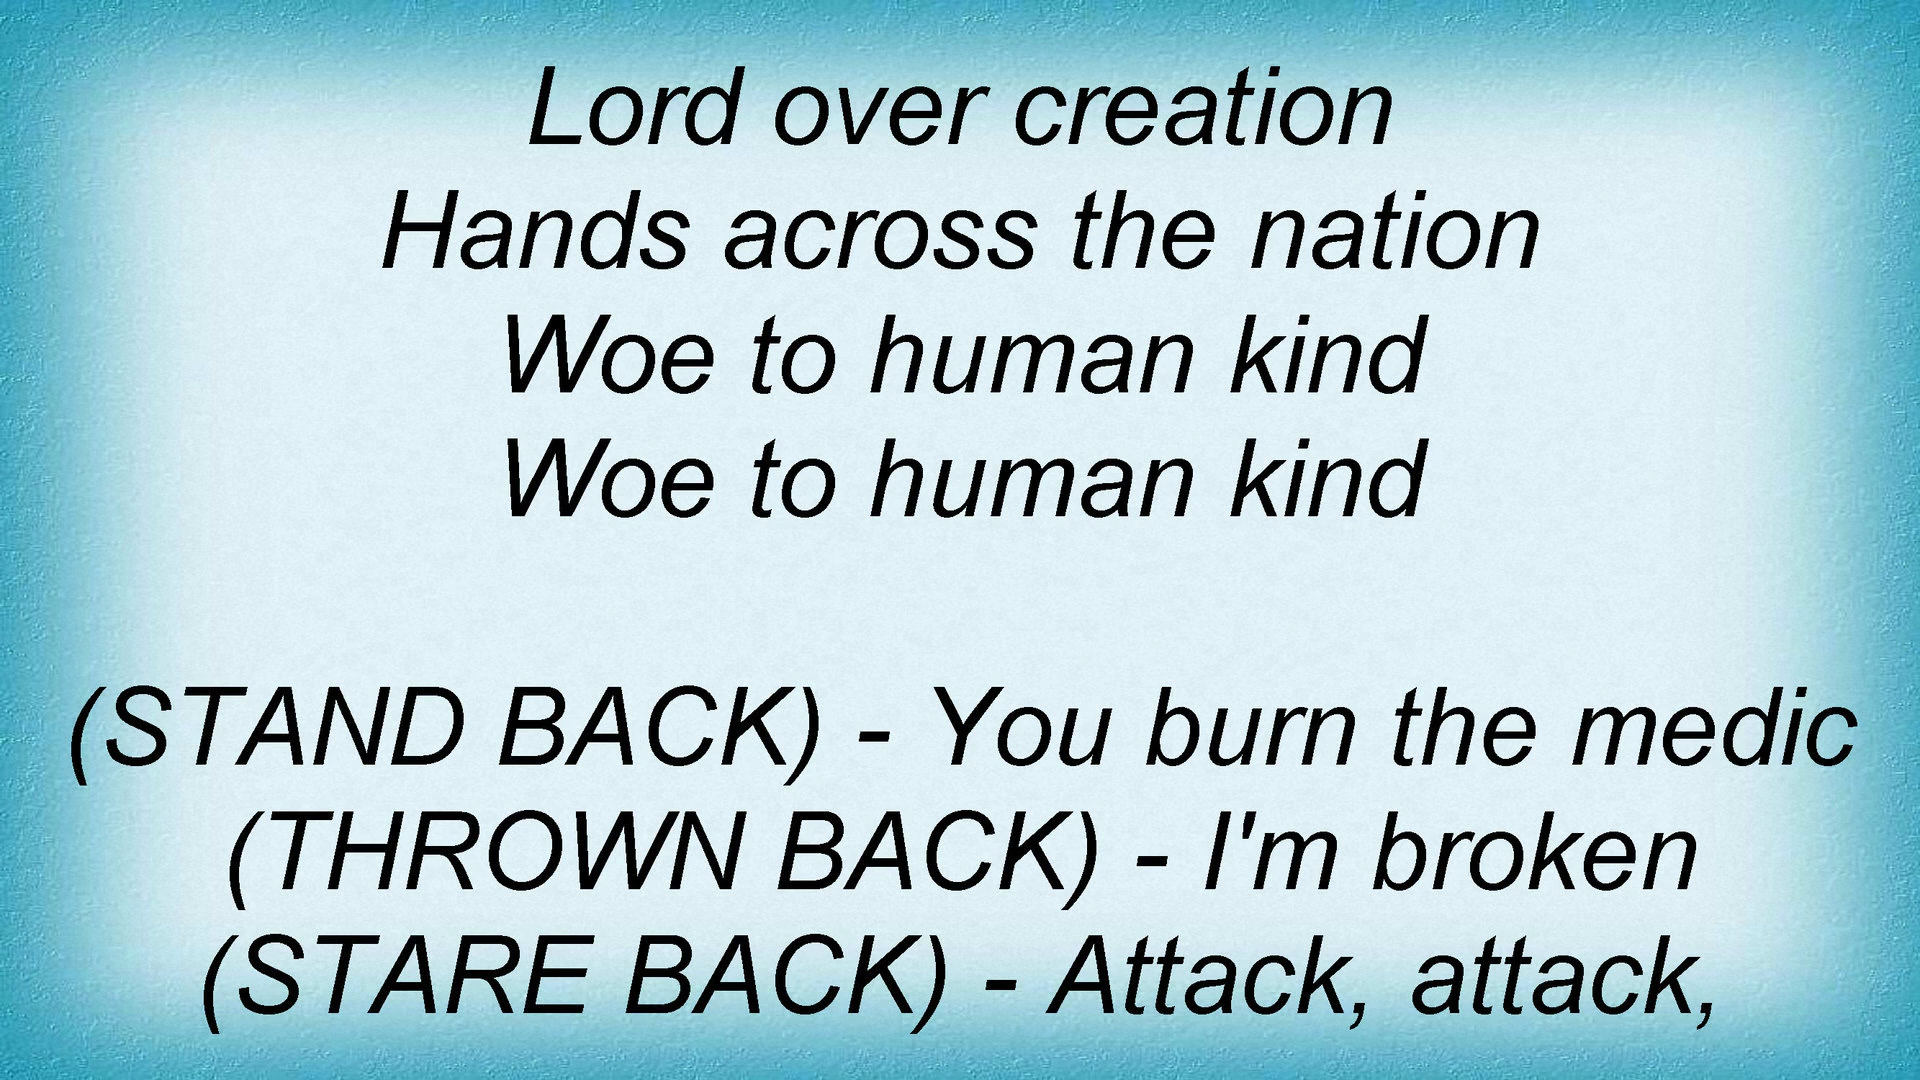 Lord over creation
Hands across the nation
Woe to human kind
Woe to human kind
(STAND BACK) - You burn the medic
(THROWN BACK) - I'm broken
(STARE BACK) - Attack, attack,